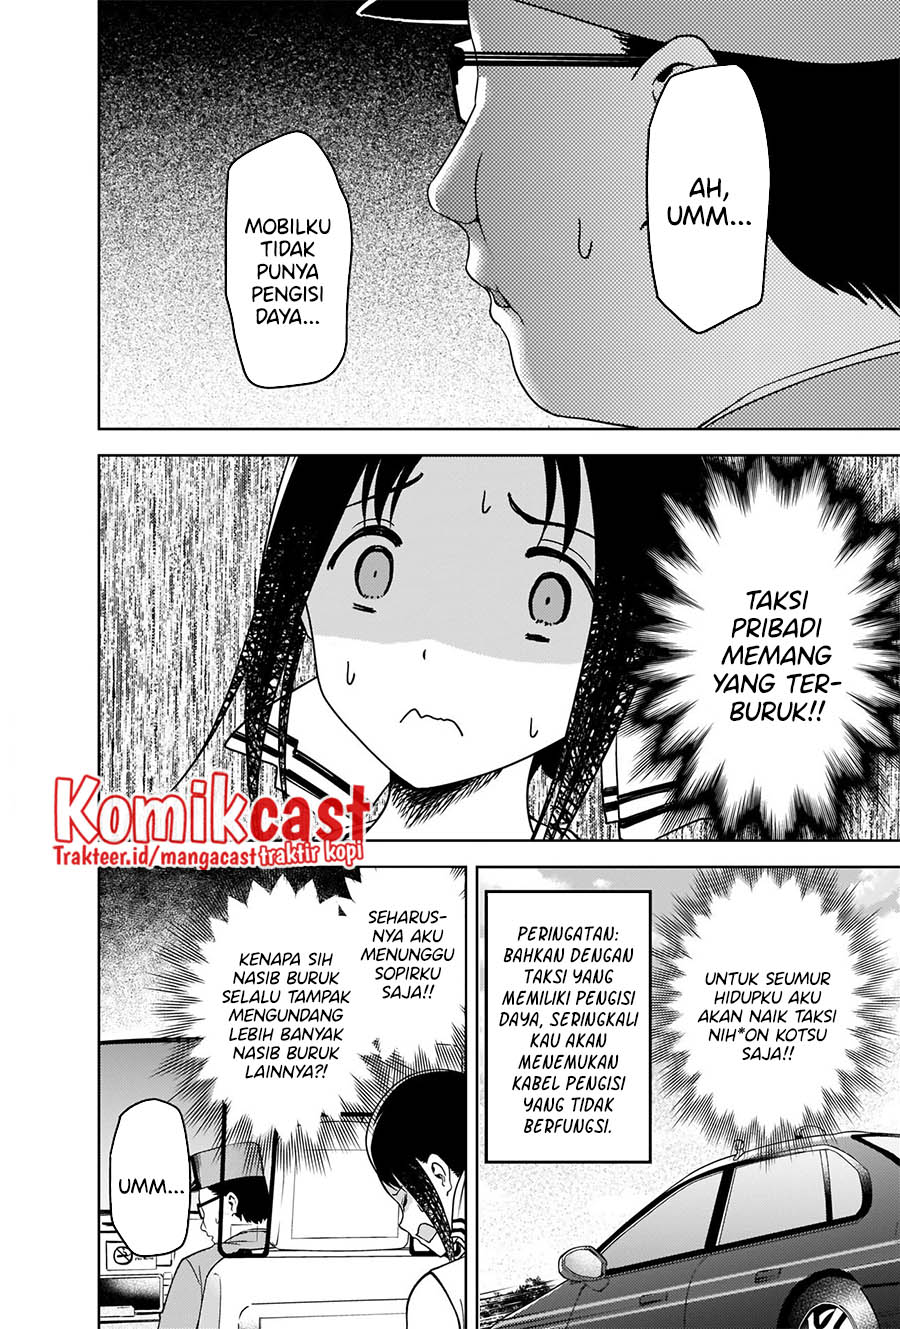 AH,
UMM...
MOBILKU
TIDAK
PUNYA
PENGISI
DAYA...
TAKSI
PRIBADI
MEMANG
YANG TER-
BURUK!!
Komikcast
Trakteer.id/mangacast traktir kopi
UNTUK SEUMUR
HIDUPKU AKU
AKAN NAIK TAKSI
NIH*ON KOTSU
SAJA!!
PERINGATAN:
BAHKAN DENGAN
TAKSI YANG
MEMILIKI PENGISI
DAYA, SERINGKALI
KAU AKAN
MENEMUKAN
KABEL PENGISI
YANG TIDAK
BERFUNGSI.
SEHARUS-
NYA AKU
MENUNGGU
SOPIRKU
SAJA!!
KENAPA SIH
NASIB BURUK
SELALU TAMPAK
MENGUNDANG
LEBIH BANYAK
NASIB BURUK
LAINNYA?!
UMM...